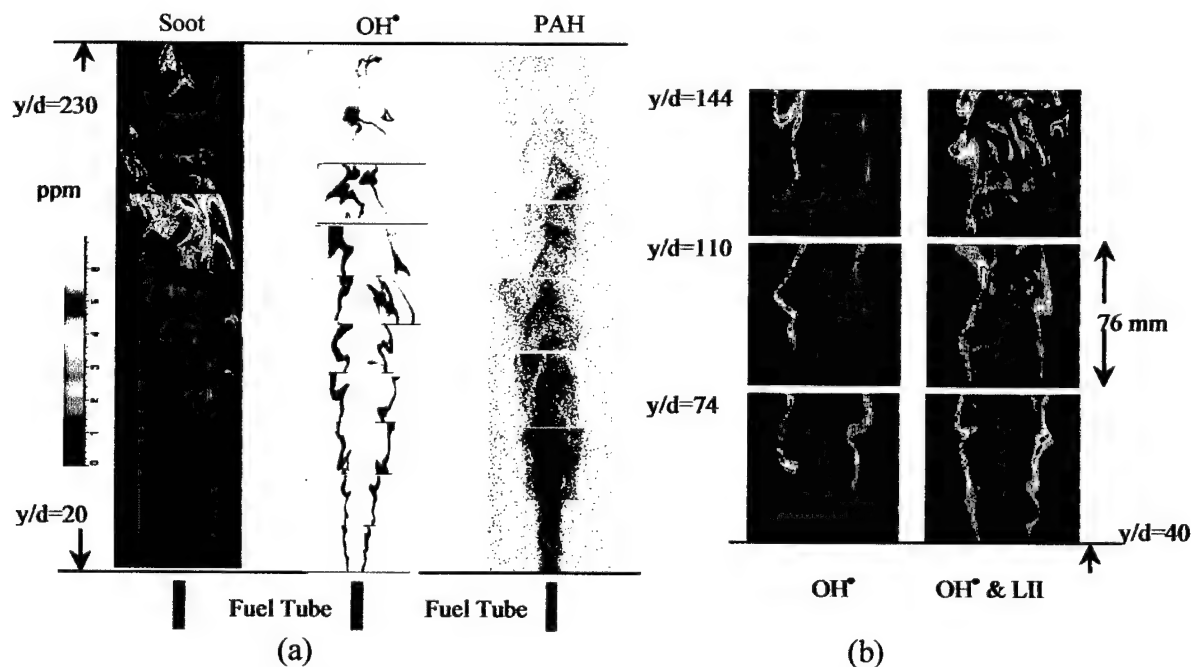 Soot OH• PAH
y/d=230
ppm
y/d=20
Fuel Tube Fuel Tube
(a)
y/d=144
y/d=110
76 mm
y/d=74
y/d=40
OH• OH• & LII
(b)